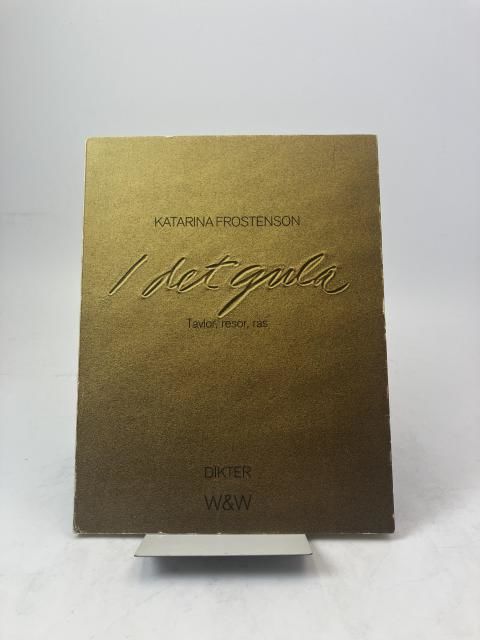 KATARINA FROSTENSON
I det gula
Tavlor, resor, ras
DIKTER
W&W